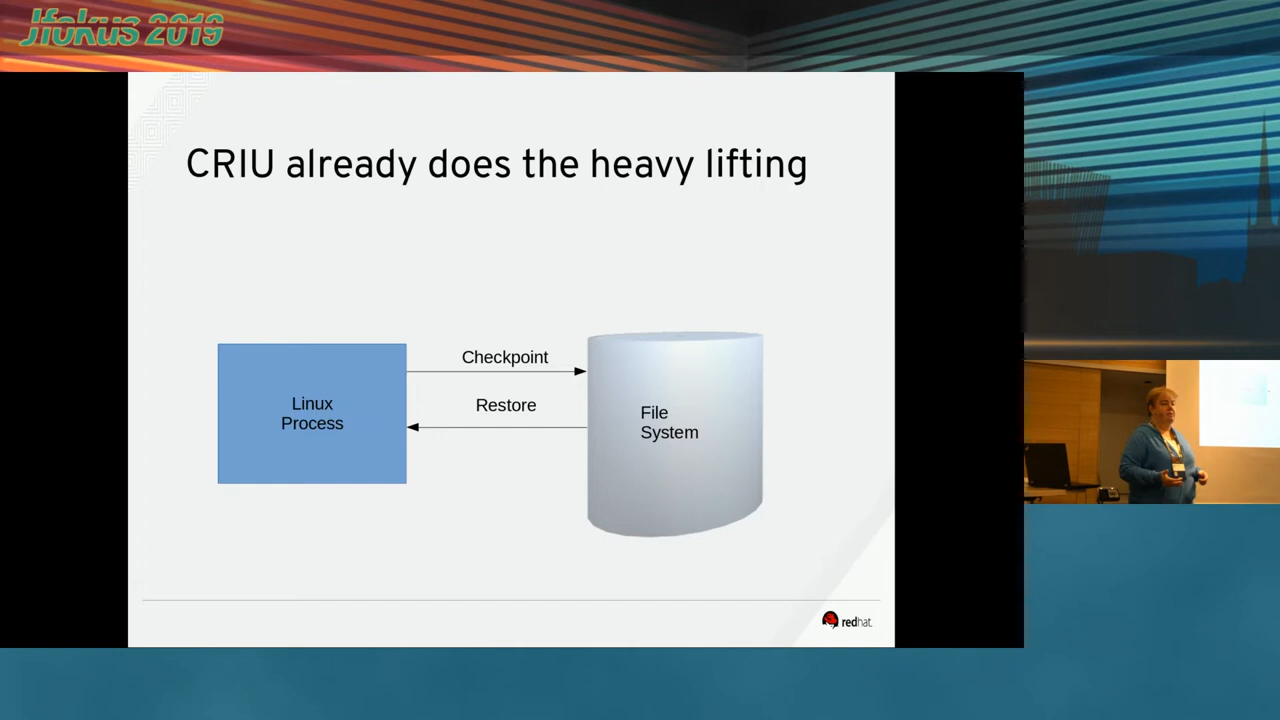 Jfokus 2019
CRIU already does the heavy lifting
Checkpoint
Restore
Linux
Process
File
System
redhat.